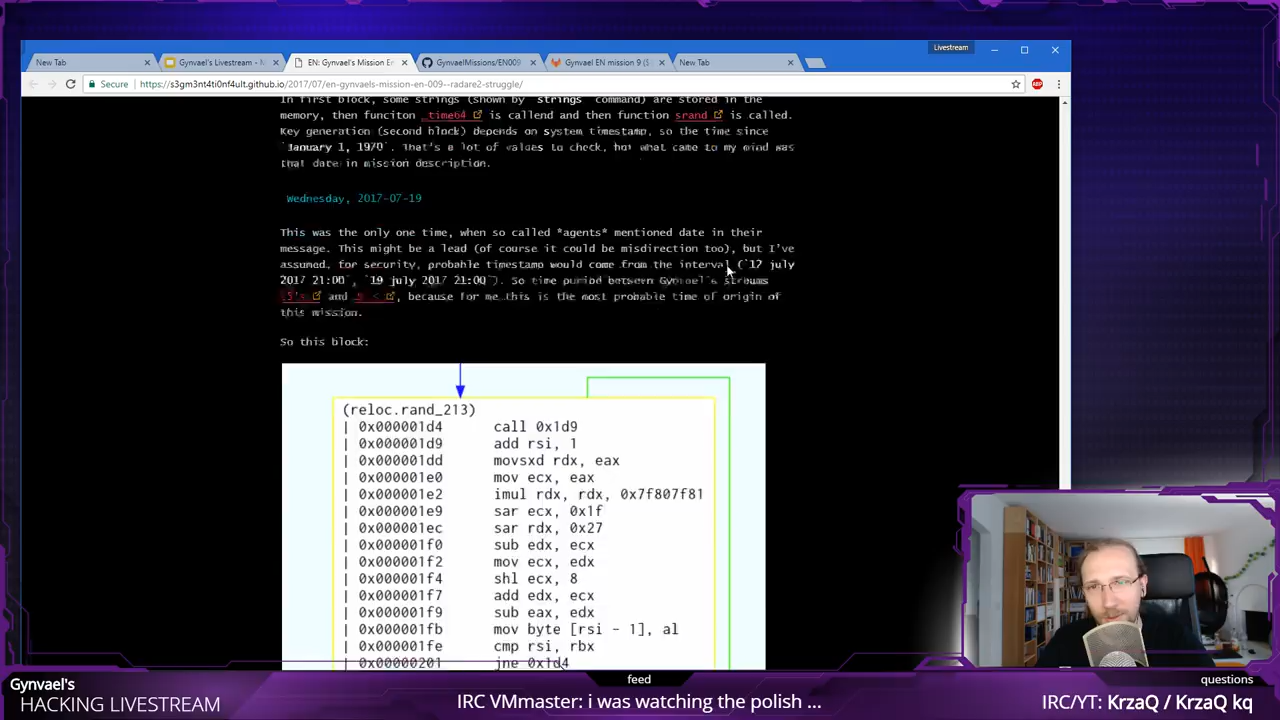 Livestream
New Tab
Gynvael's Livestream - M
EN: Gynvael's Mission E
GynvaelMissions/EN009
Gynvael EN mission 9 (S
New Tab
Secure
https://s3gm3nt4ti0nf4ult.github.io/2017/07/en-gynvaels-mission-en-009--radare2-struggle/
In first block, some strings (shown by `strings` command) are stored in the
memory, then funciton _time64 is callend and then function srand is called.
Key generation (second block) depends on system timestamp, so the time since
`January 1, 1970`. That's a lot of values to check, but what came to my mind was
that date in mission description.
Wednesday, 2017-07-19
This was the only one time, when so called *agents* mentioned date in their
message. This might be a lead (of course it could be misdirection too), but I've
assumed, for security, probable timestamp would come from the interval (`12 july
2017 21:00`, `19 july 2017 21:00`). So time period between Gynvael's streams
and , because for me this is the most probable time of origin of
this mission.
So this block:
(reloc.rand_213)
| 0x000001d4 call 0x1d9
| 0x000001d9 add rsi, 1
| 0x000001dd movsxd rdx, eax
| 0x000001e0 mov ecx, eax
| 0x000001e2 imul rdx, rdx, 0x7f807f81
| 0x000001e9 sar ecx, 0x1f
| 0x000001ec sar rdx, 0x27
| 0x000001f0 sub edx, ecx
| 0x000001f2 mov ecx, edx
| 0x000001f4 shl ecx, 8
| 0x000001f7 add edx, ecx
| 0x000001f9 sub eax, edx
| 0x000001fb mov byte [rsi - 1], al
| 0x000001fe cmp rsi, rbx
| 0x00000201 jne 0x1d4
Gynvael's
HACKING LIVESTREAM
feed
IRC VMmaster: i was watching the polish ...
questions
IRC/YT: KrzaQ / KrzaQ kq